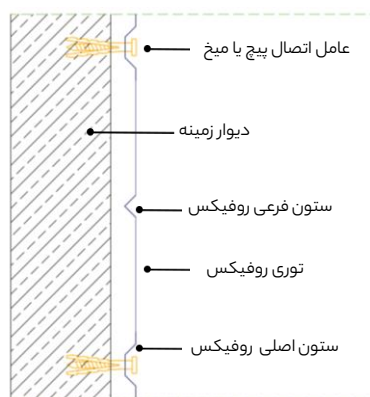 عامل اتصال پیچ یا میخ
دیوار زمینه
ستون فرعی روفیکس
توری روفیکس
ستون اصلی روفیکس